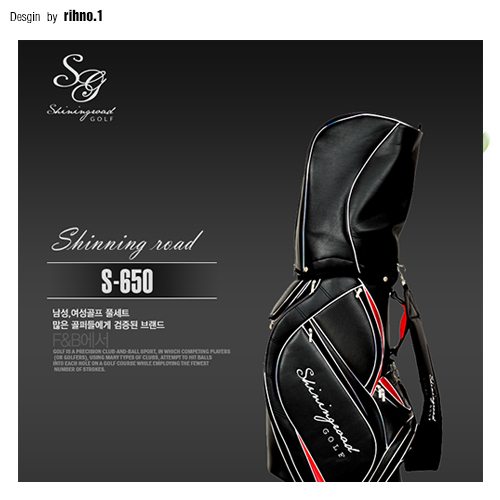 Desgin by rihno.1
SG
Shiningroad
GOLF
Shinning road
S-650
남성,여성골프 풀세트
많은 골퍼들에게 검증된 브랜드
F&B에서
GOLF IS A PRECISION CLUB-AND-BALL SPORT, IN WHICH COMPETING PLAYERS
(OR GOLFERS), USING MANY TYPES OF CLUBS, ATTEMPT TO HIT BALLS
INTO EACH HOLE ON A GOLF COURSE WHILE EMPLOYING THE FEWEST
NUMBER OF STROKES.
Shiningroad
GOLF